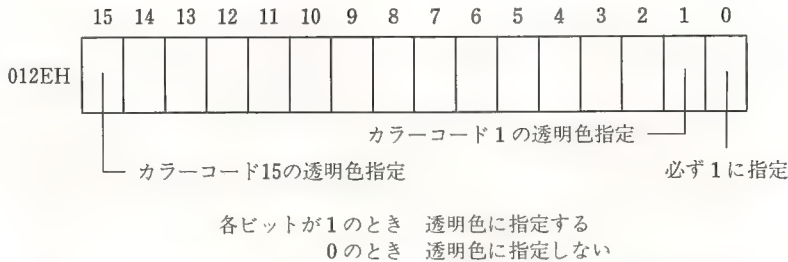 15 14 13 12 11 10 9 8 7 6 5 4 3 2 1 0
012EH
カラーコード1の透明色指定
カラーコード15の透明色指定
必ず1に指定
各ビットが1のとき 透明色に指定する
0のとき 透明色に指定しない